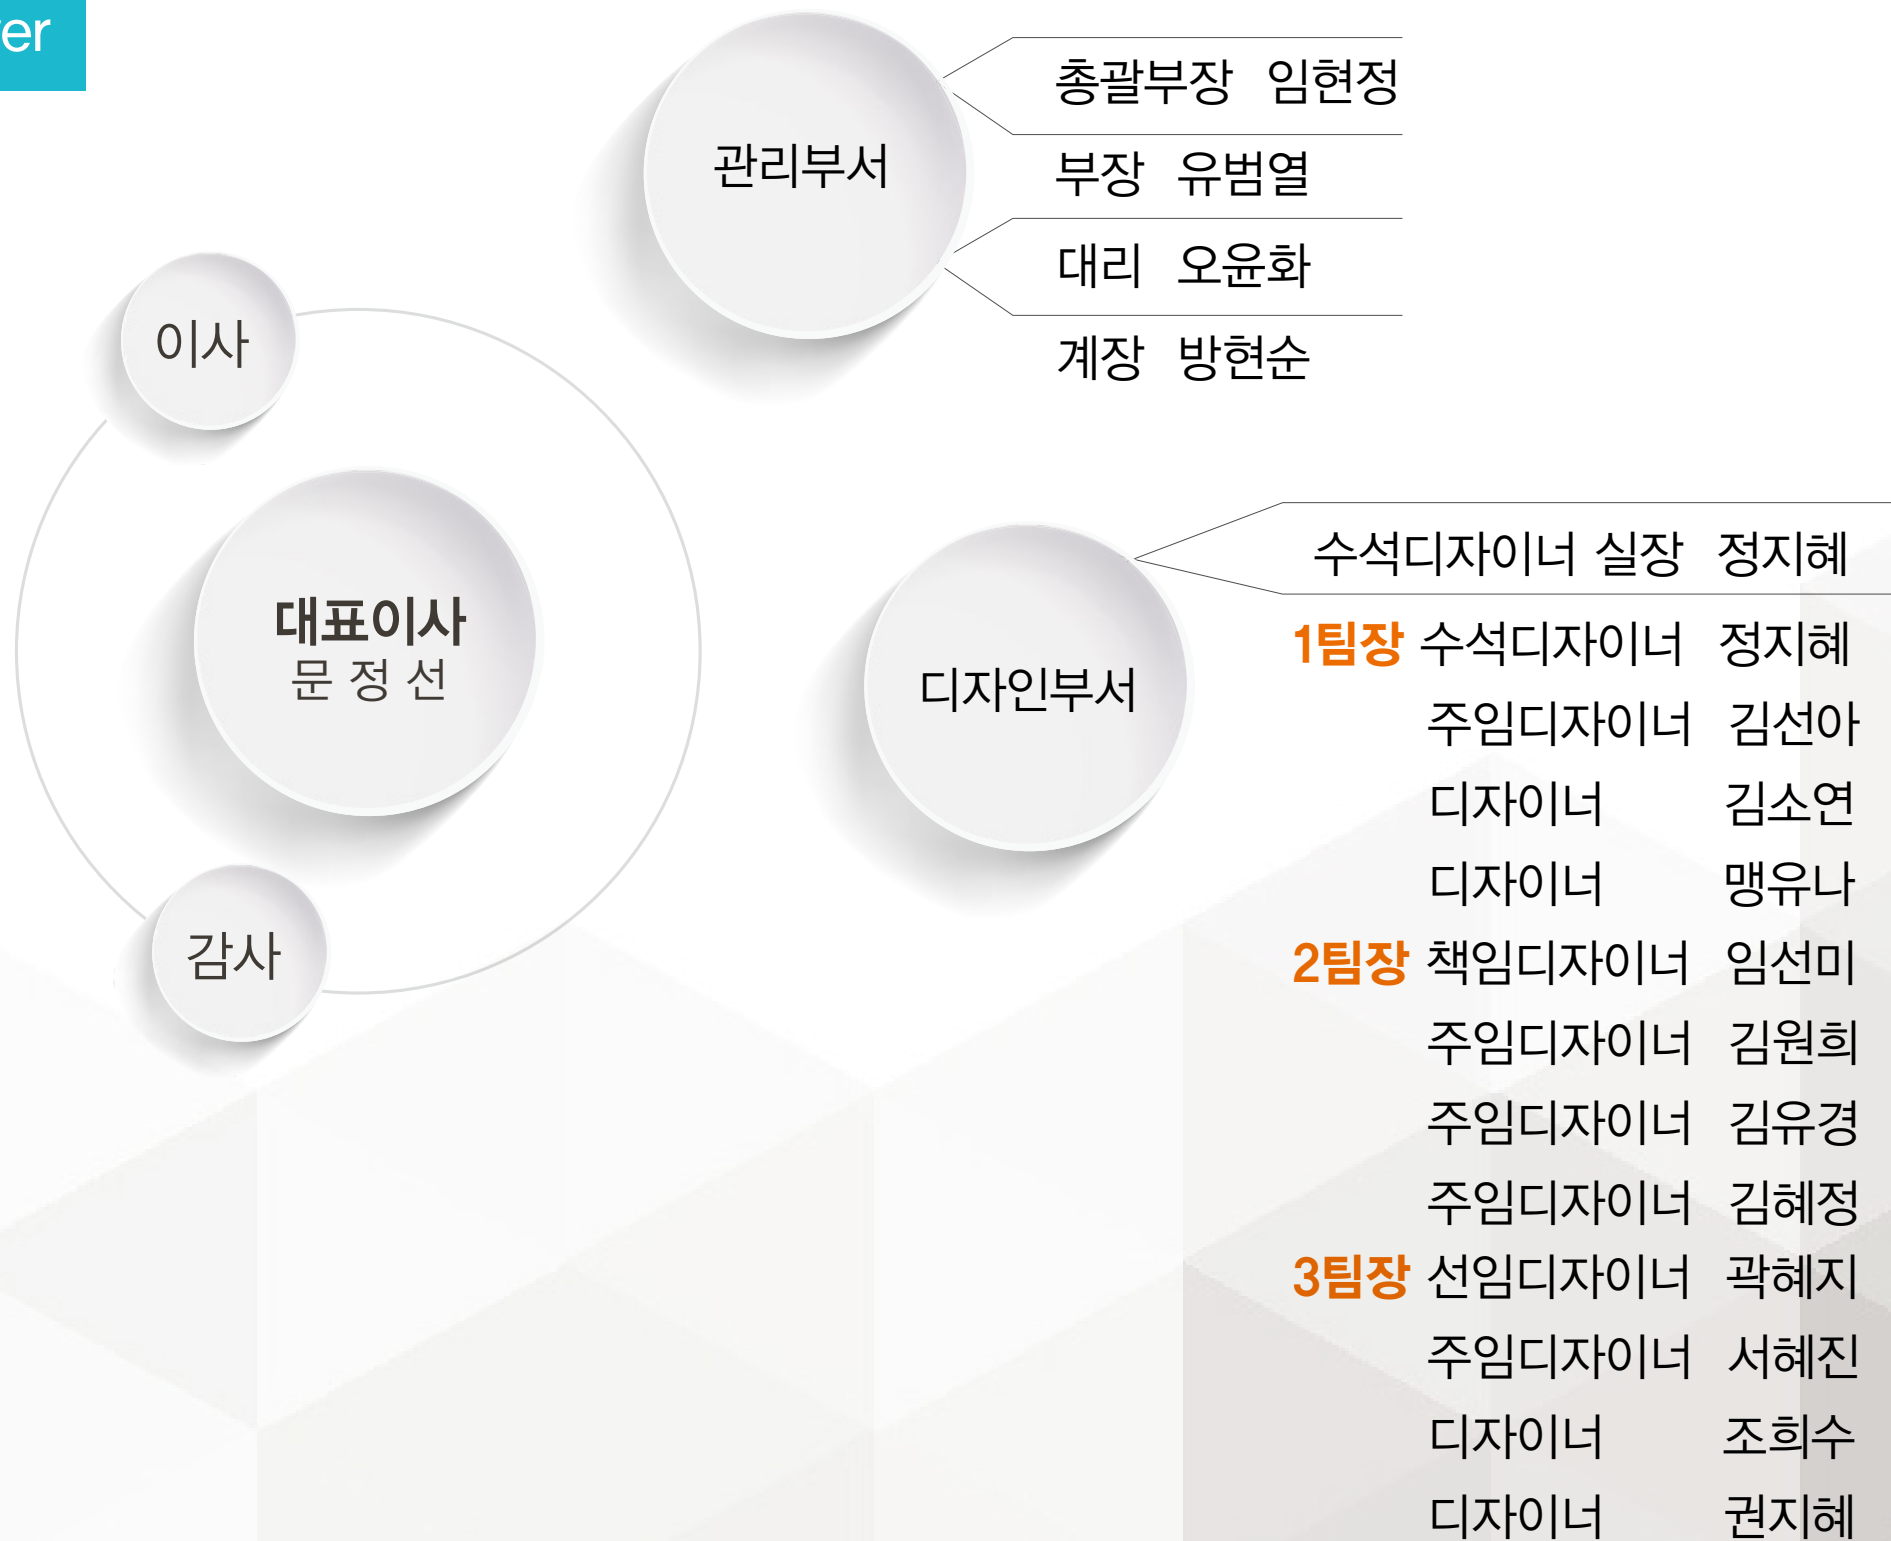 er
관리부서
총괄부장 임현정
부장 유범열
대리 오윤화
계장 방현순
이사
대표이사
문 정 선
감사
디자인부서
수석디자이너 실장 정지혜
1팀장 수석디자이너 정지혜
주임디자이너 김선아
디자이너 김소연
디자이너 맹유나
2팀장 책임디자이너 임선미
주임디자이너 김원희
주임디자이너 김유경
주임디자이너 김혜정
3팀장 선임디자이너 곽혜지
주임디자이너 서혜진
디자이너 조희수
디자이너 권지혜